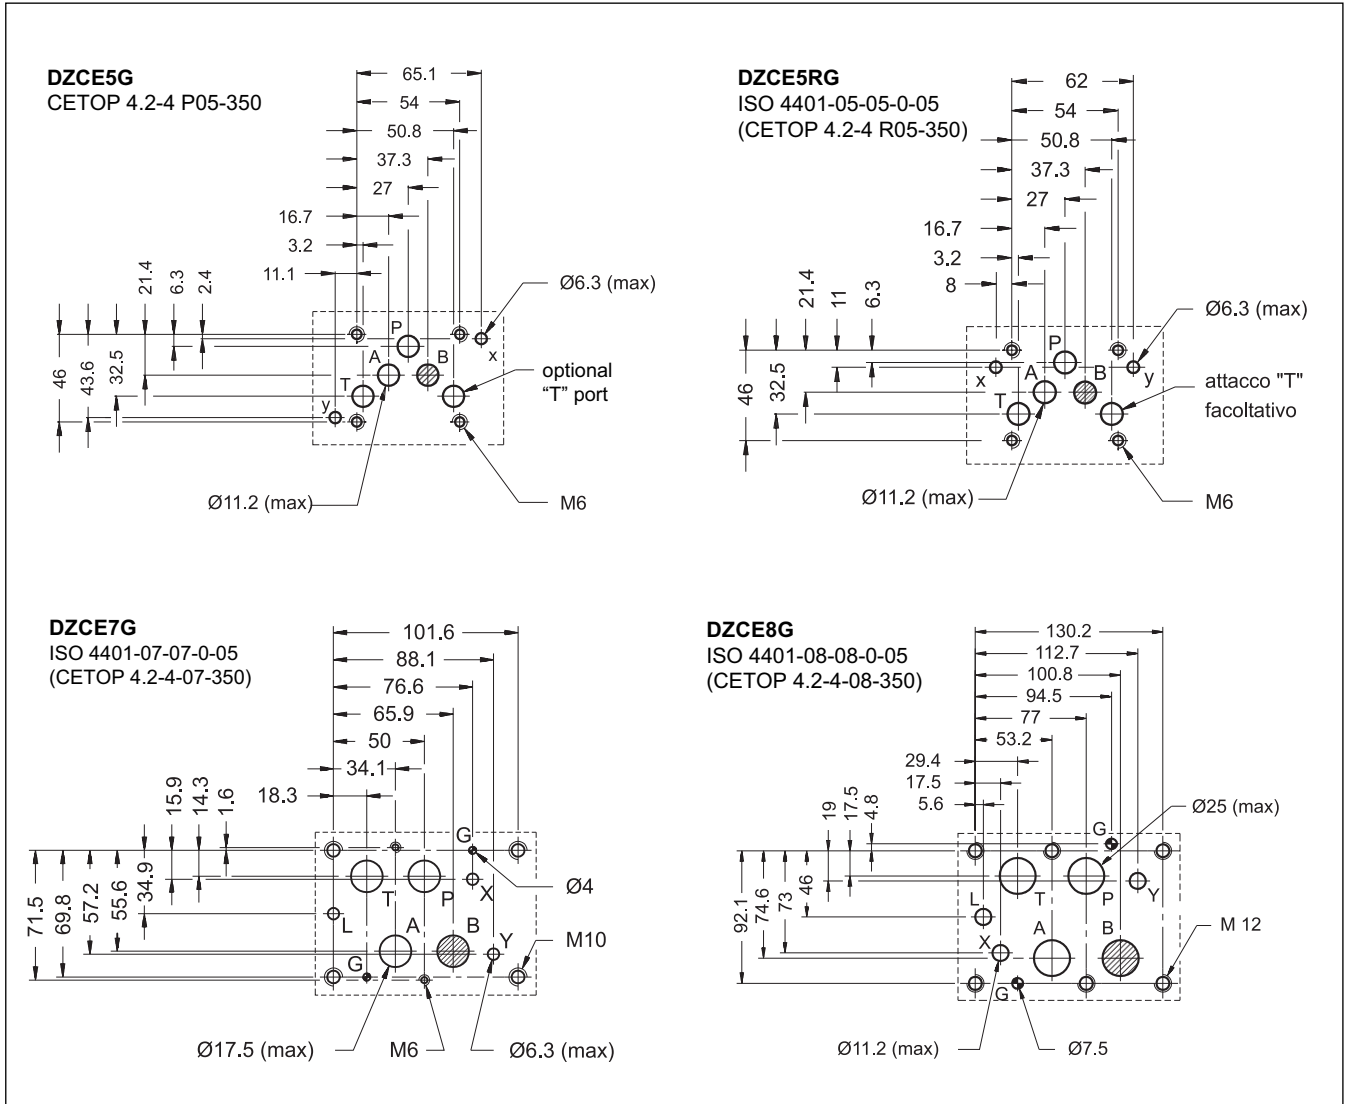 DZCE5G
CETOP 4.2-4 P05-350
65.1
54
50.8
37.3
27
16.7
3.2
11.1
21.4
6.3
2.4
Ø6.3 (max)
P
x
A
B
optional
"T" port
T
y
46
43.6
32.5
Ø11.2 (max)
M6
DZCE5RG
ISO 4401-05-05-0-05
(CETOP 4.2-4 R05-350)
62
54
50.8
37.3
27
16.7
3.2
8
21.4
11
6.3
Ø6.3 (max)
P
x
A
B
y
attacco "T"
facoltativo
T
46
32.5
Ø11.2 (max)
M6
DZCE7G
ISO 4401-07-07-0-05
(CETOP 4.2-4-07-350)
101.6
88.1
76.6
65.9
50
34.1
18.3
15.9
14.3
1.6
G
Ø4
X
T
P
L
A
B
Y
M10
G
71.5
69.8
57.2
55.6
34.9
Ø17.5 (max)
M6
Ø6.3 (max)
DZCE8G
ISO 4401-08-08-0-05
(CETOP 4.2-4-08-350)
130.2
112.7
100.8
94.5
77
53.2
29.4
17.5
5.6
19
17.5
4.8
Ø25 (max)
G
T
P
Y
L
A
B
M 12
X
G
92.1
74.6
73
46
Ø11.2 (max)
Ø7.5